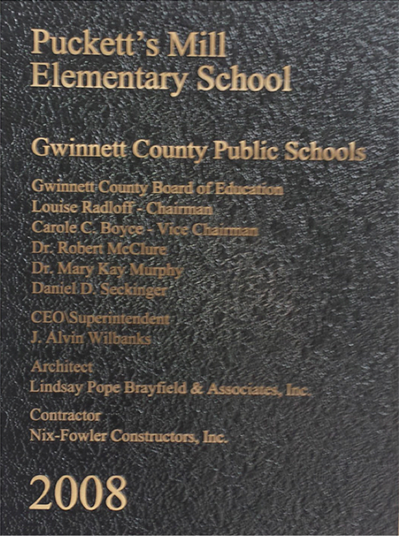 Puckett's Mill
Elementary School
Gwinnett County Public Schools
Gwinnett County Board of Education
Louise Radloff - Chairman
Carole C. Boyce - Vice Chairman
Dr. Robert McClure
Dr. Mary Kay Murphy
Daniel D. Seckinger
CEO\Superintendent
J. Alvin Wilbanks
Architect
Lindsay Pope Brayfield & Associates, Inc.
Contractor
Nix-Fowler Constructors, Inc.
2008